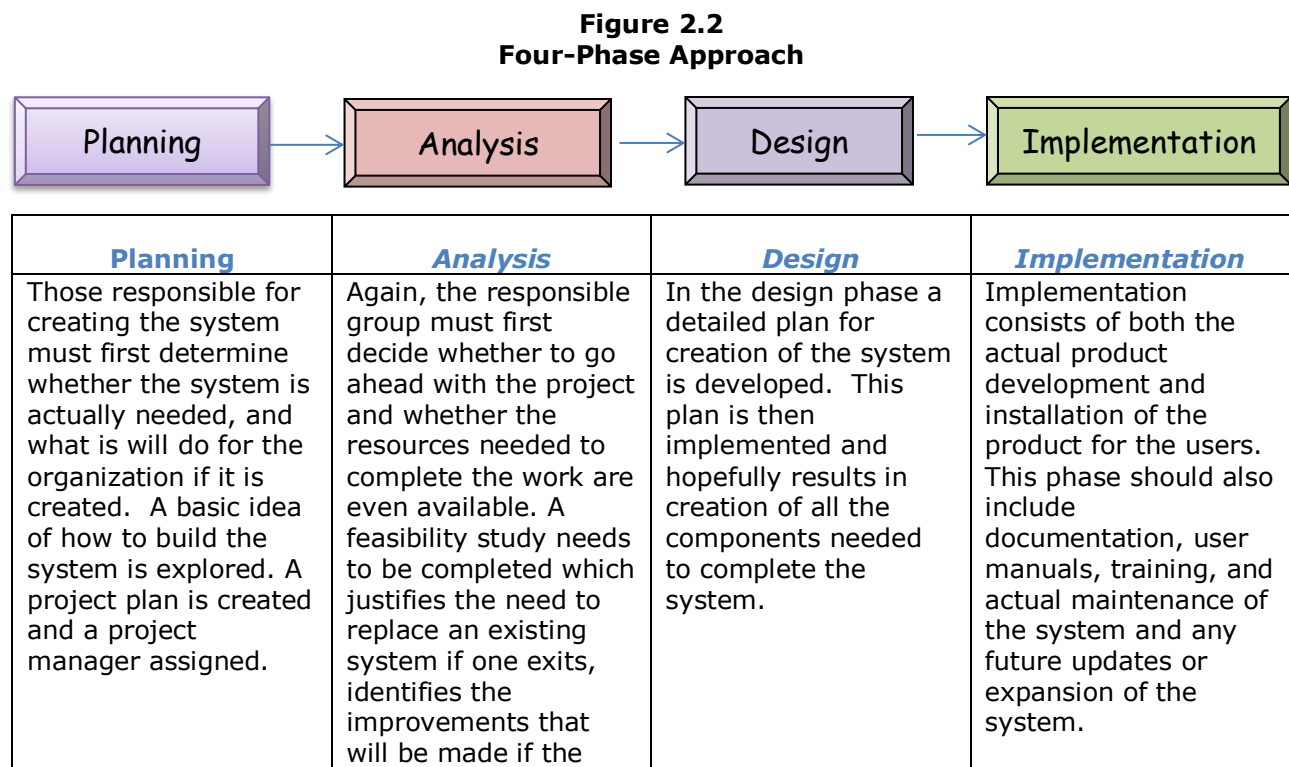 Figure 2.2
Four-Phase Approach
Planning
Analysis
Design
Implementation
Planning
Those responsible for
creating the system
must first determine
whether the system is
actually needed, and
what is will do for the
organization if it is
created.  A basic idea
of how to build the
system is explored. A
project plan is created
and a project
manager assigned.
Analysis
Again, the responsible
group must first
decide whether to go
ahead with the project
and whether the
resources needed to
complete the work are
even available. A
feasibility study needs
to be completed which
justifies the need to
replace an existing
system if one exits,
identifies the
improvements that
will be made if the
Design
In the design phase a
detailed plan for
creation of the system
is developed.  This
plan is then
implemented and
hopefully results in
creation of all the
components needed
to complete the
system.
Implementation
Implementation
consists of both the
actual product
development and
installation of the
product for the users.
This phase should also
include
documentation, user
manuals, training, and
actual maintenance of
the system and any
future updates or
expansion of the
system.